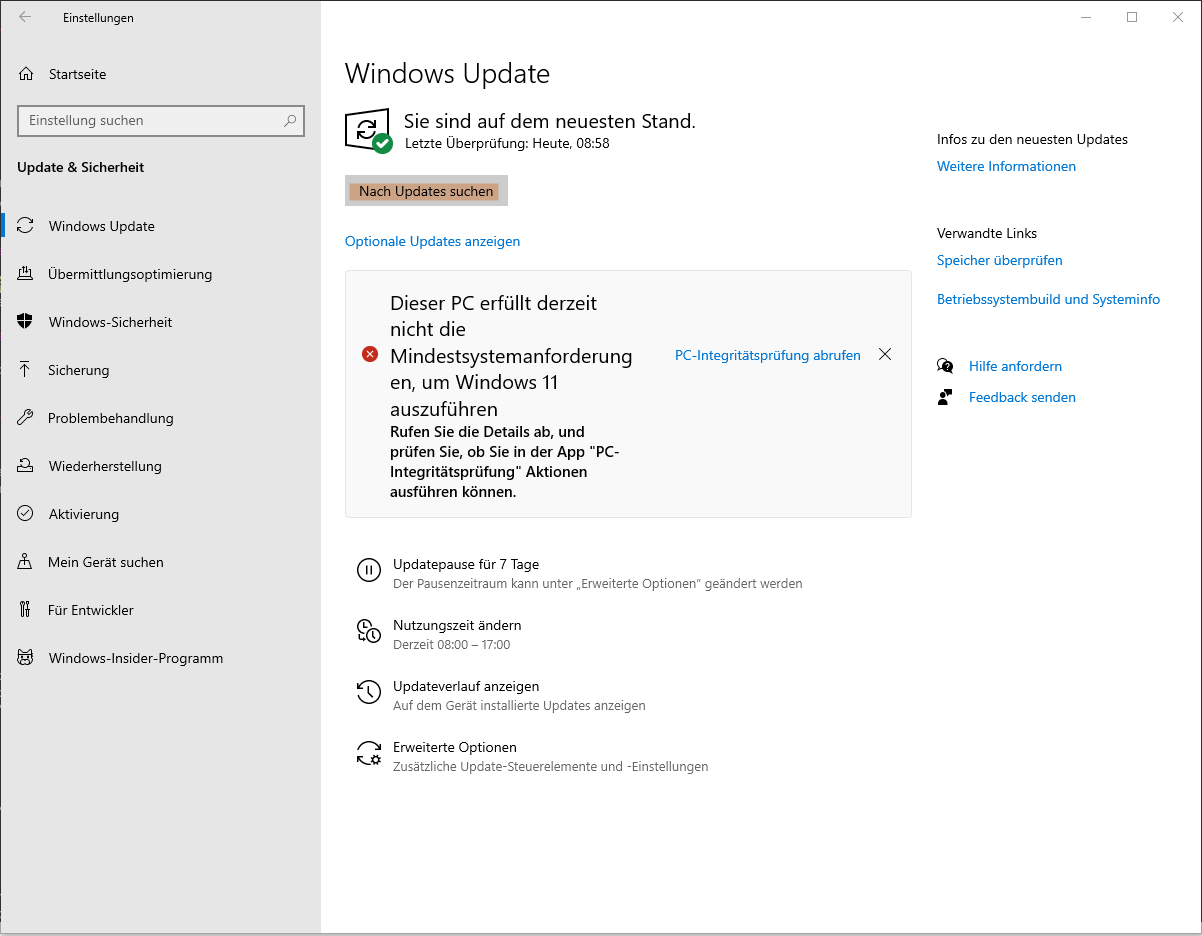 Einstellungen
Startseite
Einstellung suchen
Update & Sicherheit
Windows Update
Übermittlungsoptimierung
Windows-Sicherheit
Sicherung
Problembehandlung
Wiederherstellung
Aktivierung
Mein Gerät suchen
Für Entwickler
Windows-Insider-Programm
Windows Update
Sie sind auf dem neuesten Stand.
Letzte Überprüfung: Heute, 08:58
Nach Updates suchen
Optionale Updates anzeigen
Dieser PC erfüllt derzeit
nicht die
Mindestsystemanforderung
en, um Windows 11
auszuführen
Rufen Sie die Details ab, und
prüfen Sie, ob Sie in der App "PC-
Integritätsprüfung" Aktionen
ausführen können.
PC-Integritätsprüfung abrufen
Updatepause für 7 Tage
Der Pausenzeitraum kann unter „Erweiterte Optionen“ geändert werden
Nutzungszeit ändern
Derzeit 08:00 – 17:00
Updateverlauf anzeigen
Auf dem Gerät installierte Updates anzeigen
Erweiterte Optionen
Zusätzliche Update-Steuerelemente und -Einstellungen
Infos zu den neuesten Updates
Weitere Informationen
Verwandte Links
Speicher überprüfen
Betriebssystembuild und Systeminfo
Hilfe anfordern
Feedback senden